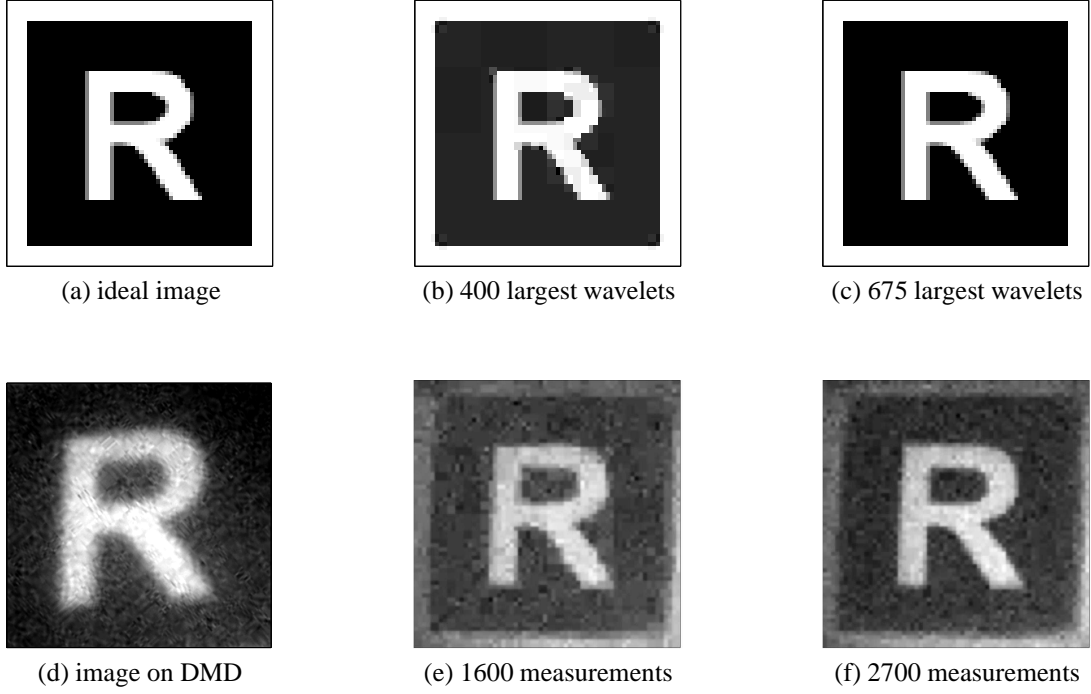 R R R
(a) ideal image (b) 400 largest wavelets (c) 675 largest wavelets
R R R
(d) image on DMD (e) 1600 measurements (f) 2700 measurements